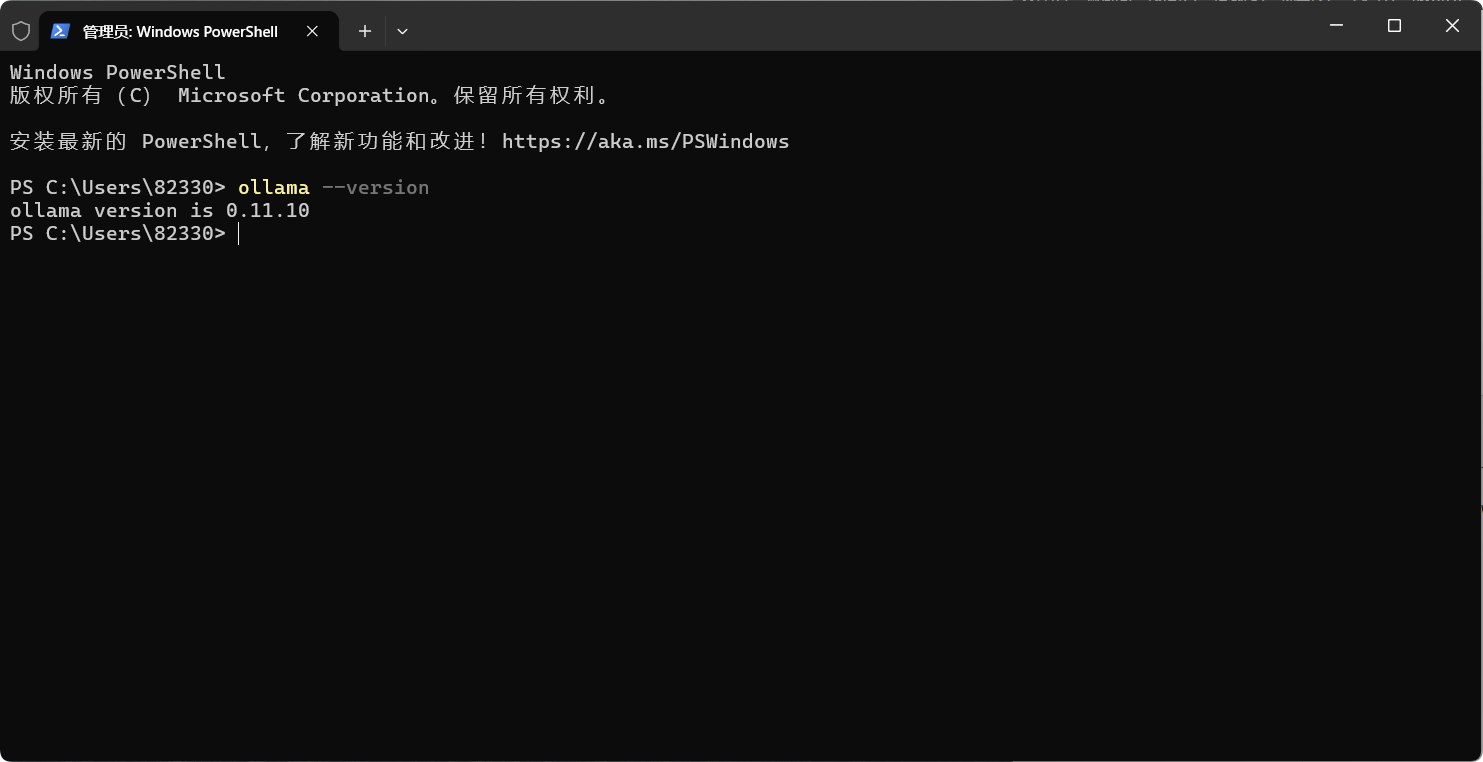 管理员: Windows PowerShell
Windows PowerShell
版权所有（C） Microsoft Corporation。保留所有权利。
安装最新的 PowerShell，了解新功能和改进！https://aka.ms/PSWindows
PS C:\Users\82330> ollama --version
ollama version is 0.11.10
PS C:\Users\82330>